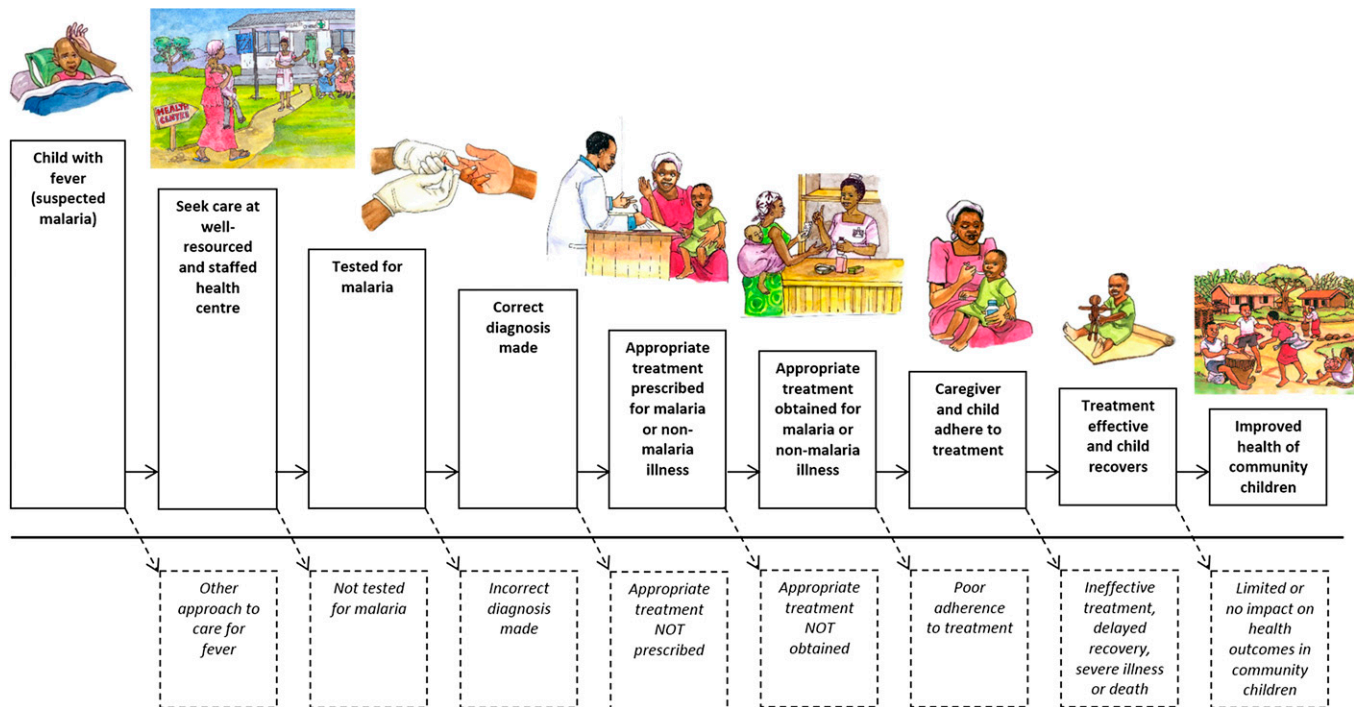 HEALTH
CENTRE
Child with
fever
(suspected
malaria)
Seek care at
well-
resourced
and staffed
health
centre
Tested for
malaria
Correct
diagnosis
made
Appropriate
treatment
prescribed
for malaria
or non-
malaria
illness
Appropriate
treatment
obtained for
malaria or
non-malaria
illness
Caregiver
and child
adhere to
treatment
Treatment
effective
and child
recovers
Improved
health of
community
children
Other
approach to
care for
fever
Not tested
for malaria
Incorrect
diagnosis
made
Appropriate
treatment
NOT
prescribed
Appropriate
treatment
NOT
obtained
Poor
adherence
to treatment
Ineffective
treatment,
delayed
recovery,
severe illness
or death
Limited or
no impact on
health
outcomes in
community
children